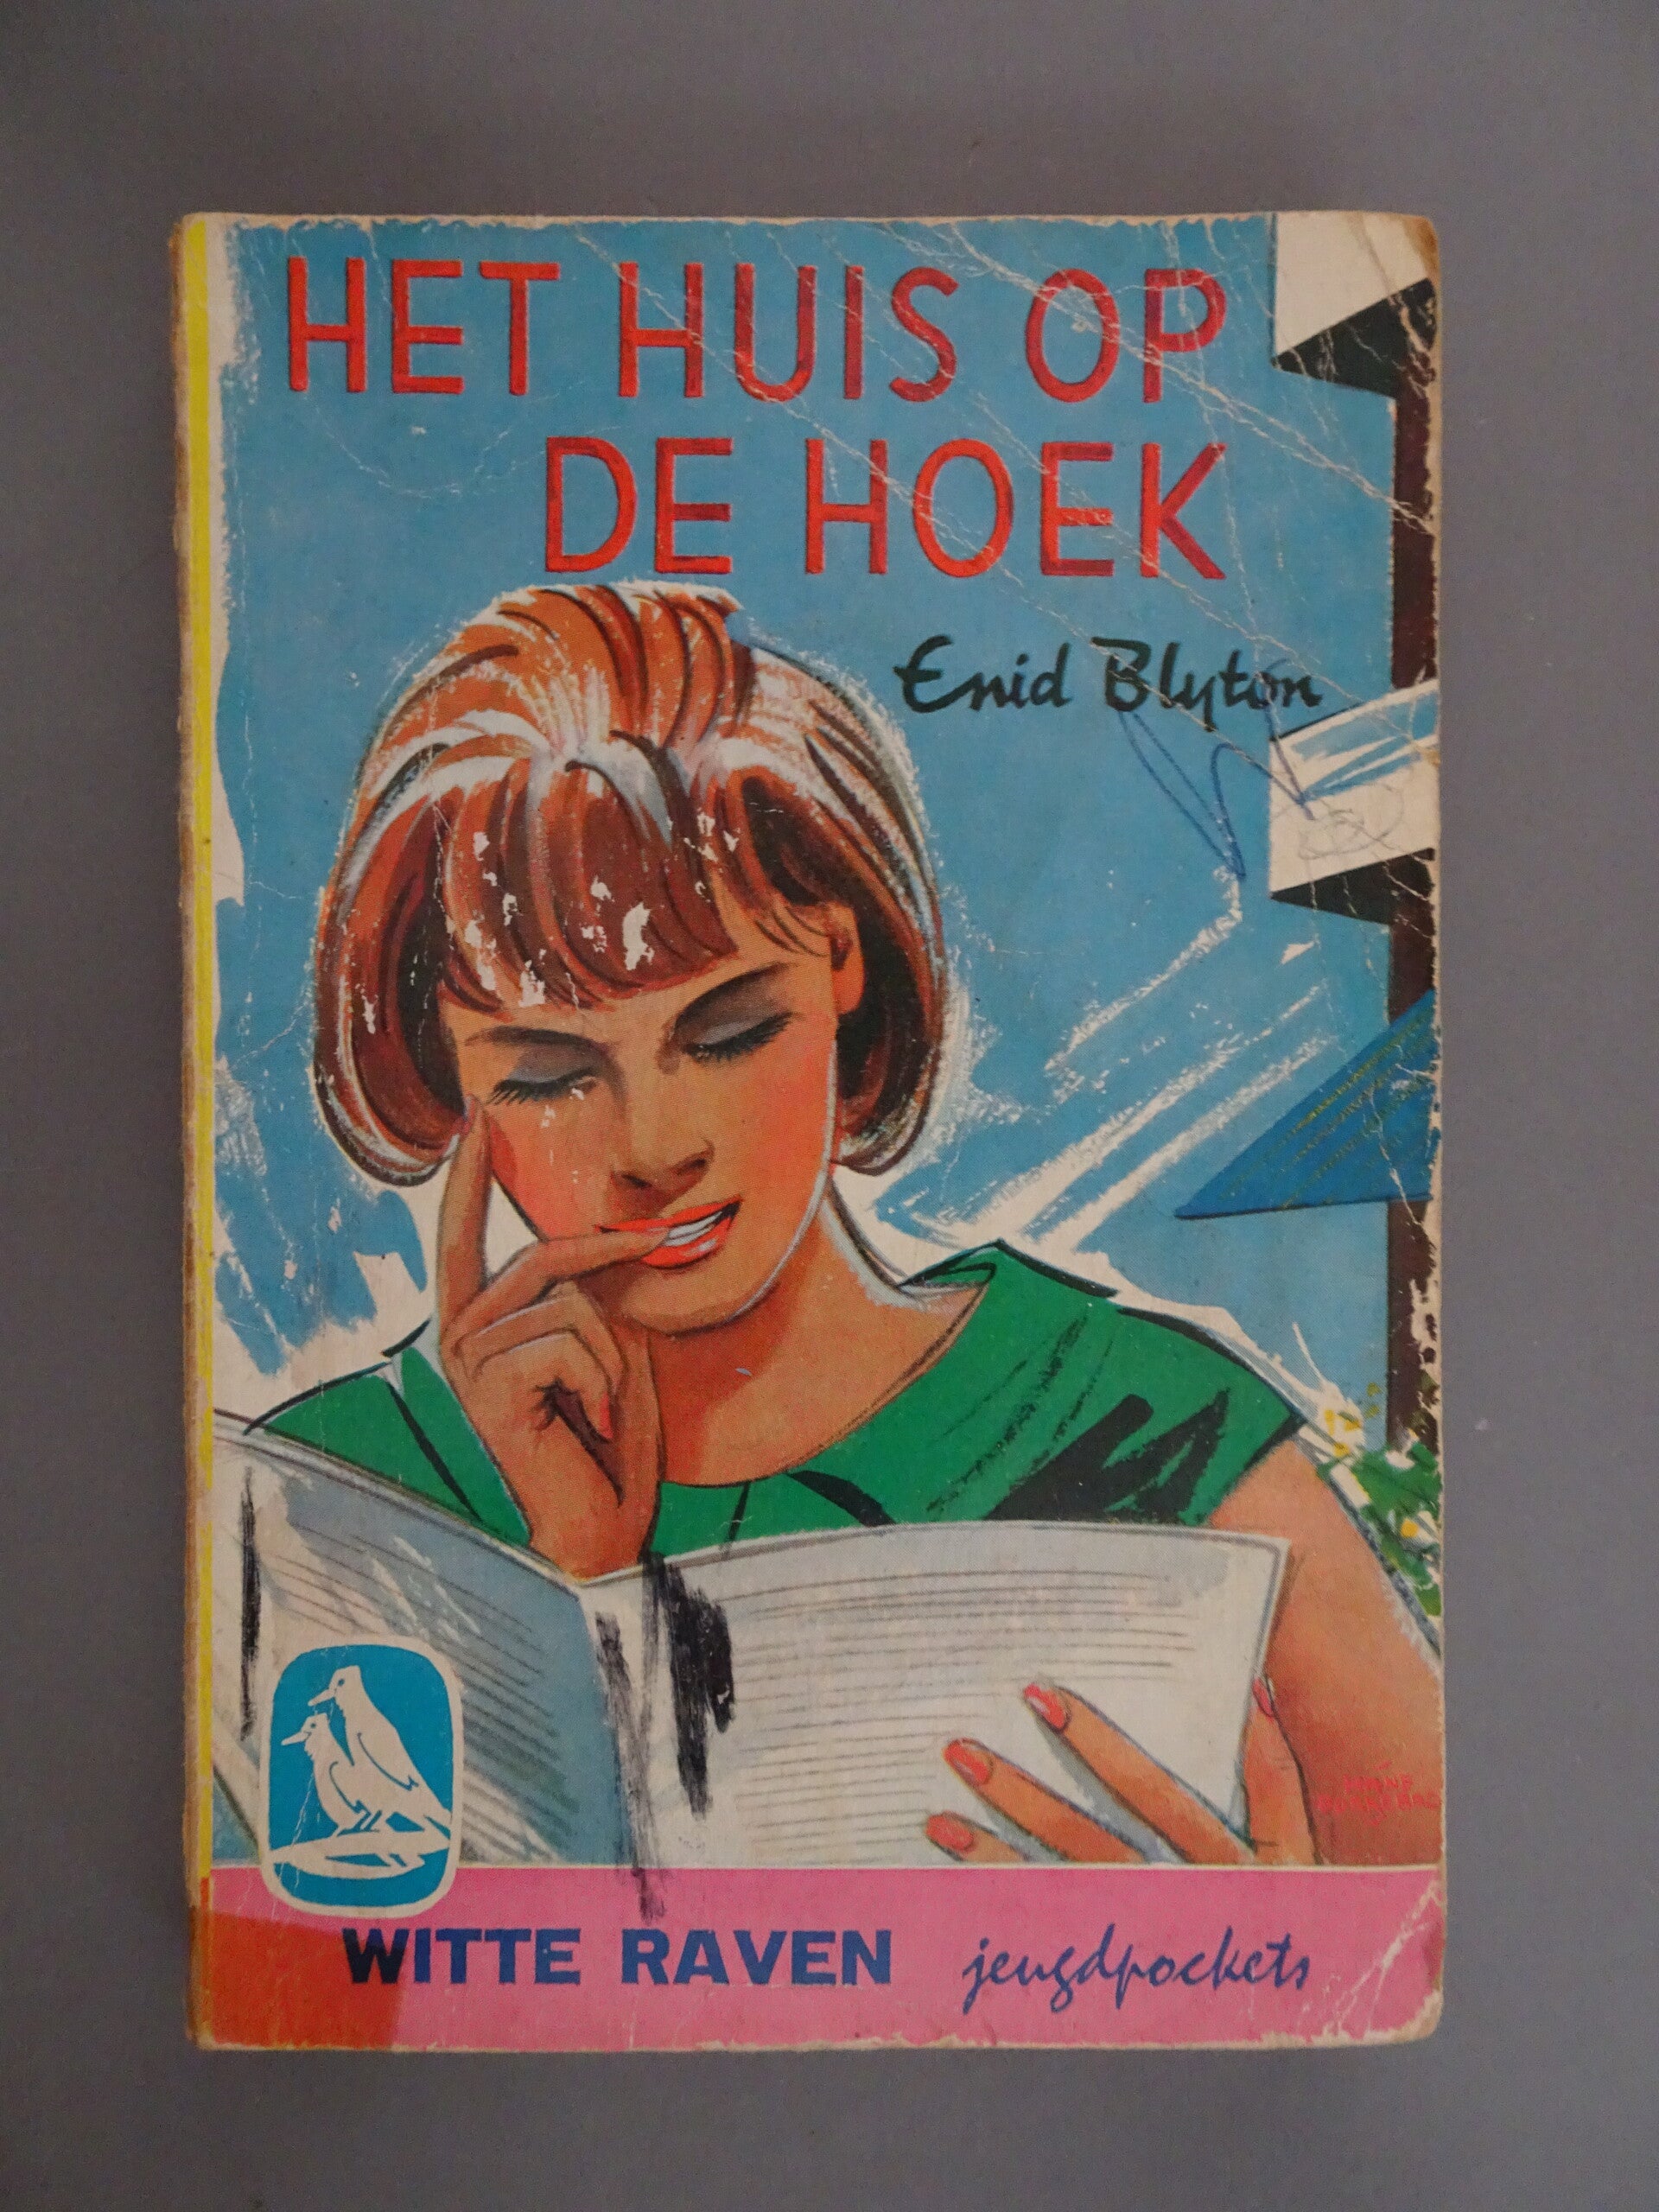 HET HUIS OP
DE HOEK
Enid Blyton
WITTE RAVEN jeugdpockets